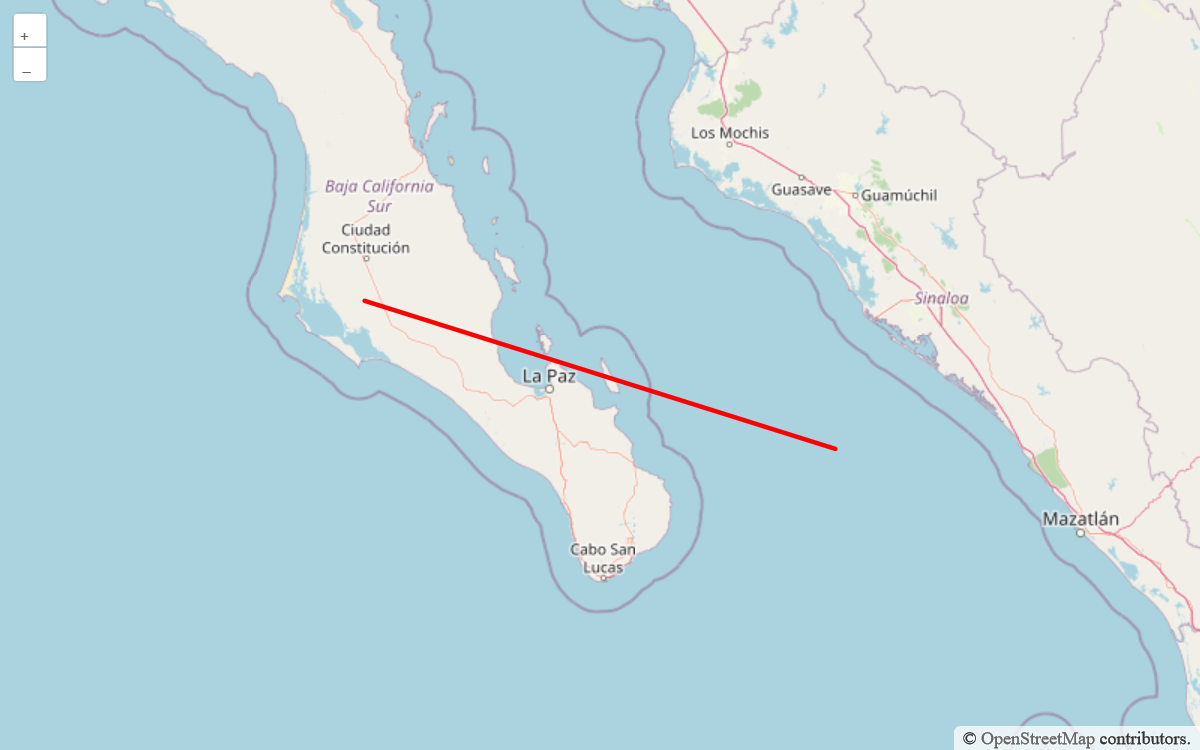 +
–
Los Mochis
Guasave
Guamúchil
Baja California
Sur
Ciudad
Constitución
Sinaloa
La Paz
Mazatlán
Cabo San
Lucas
© OpenStreetMap contributors.